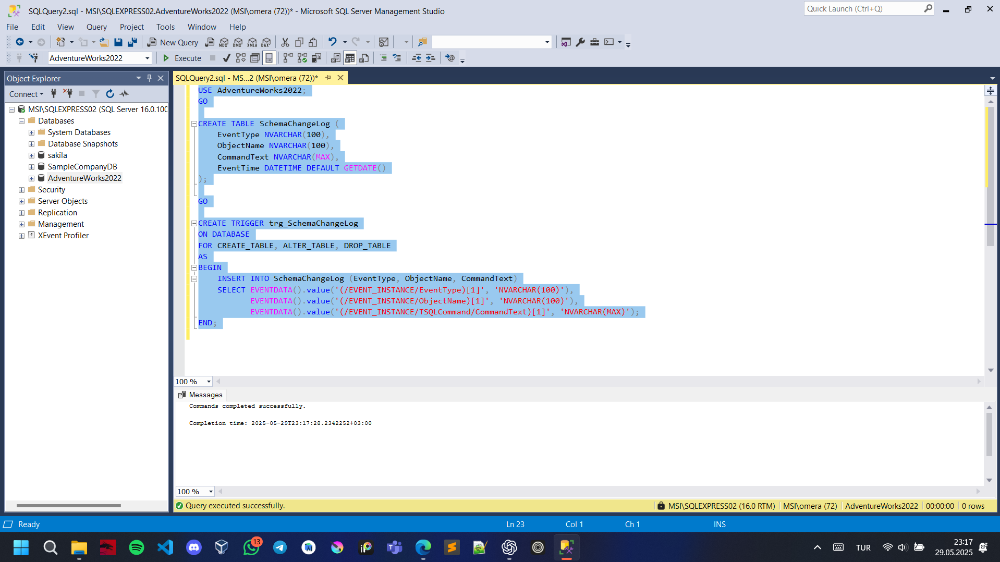 SQLQuery2.sql - MSI\SQLEXPRESS02.AdventureWorks2022 (MSI\omera (72))* - Microsoft SQL Server Management Studio
Quick Launch (Ctrl+Q)
File Edit View Query Project Tools Window Help
New Query MDX DMX XMLA DAX
AdventureWorks2022 Execute
Object Explorer
Connect
MSI\SQLEXPRESS02 (SQL Server 16.0.100
Databases
System Databases
Database Snapshots
sakila
SampleCompanyDB
AdventureWorks2022
Security
Server Objects
Replication
Management
XEvent Profiler
SQLQuery2.sql - MS...2 (MSI\omera (72))*
USE AdventureWorks2022;
GO
CREATE TABLE SchemaChangeLog (
EventType NVARCHAR(100),
ObjectName NVARCHAR(100),
CommandText NVARCHAR(MAX),
EventTime DATETIME DEFAULT GETDATE()
);
GO
CREATE TRIGGER trg_SchemaChangeLog
ON DATABASE
FOR CREATE_TABLE, ALTER_TABLE, DROP_TABLE
AS
BEGIN
INSERT INTO SchemaChangeLog (EventType, ObjectName, CommandText)
SELECT EVENTDATA().value('(/EVENT_INSTANCE/EventType)[1]', 'NVARCHAR(100)'),
EVENTDATA().value('(/EVENT_INSTANCE/ObjectName)[1]', 'NVARCHAR(100)'),
EVENTDATA().value('(/EVENT_INSTANCE/TSQLCommand/CommandText)[1]', 'NVARCHAR(MAX)');
END;
100 %
Messages
Commands completed successfully.
Completion time: 2025-05-29T23:17:28.2342252+03:00
100 %
Query executed successfully.
MSI\SQLEXPRESS02 (16.0 RTM) MSI\omera (72) AdventureWorks2022 00:00:00 0 rows
Ready Ln 23 Col 1 Ch 1 INS
13
TUR
23:17
29.05.2025